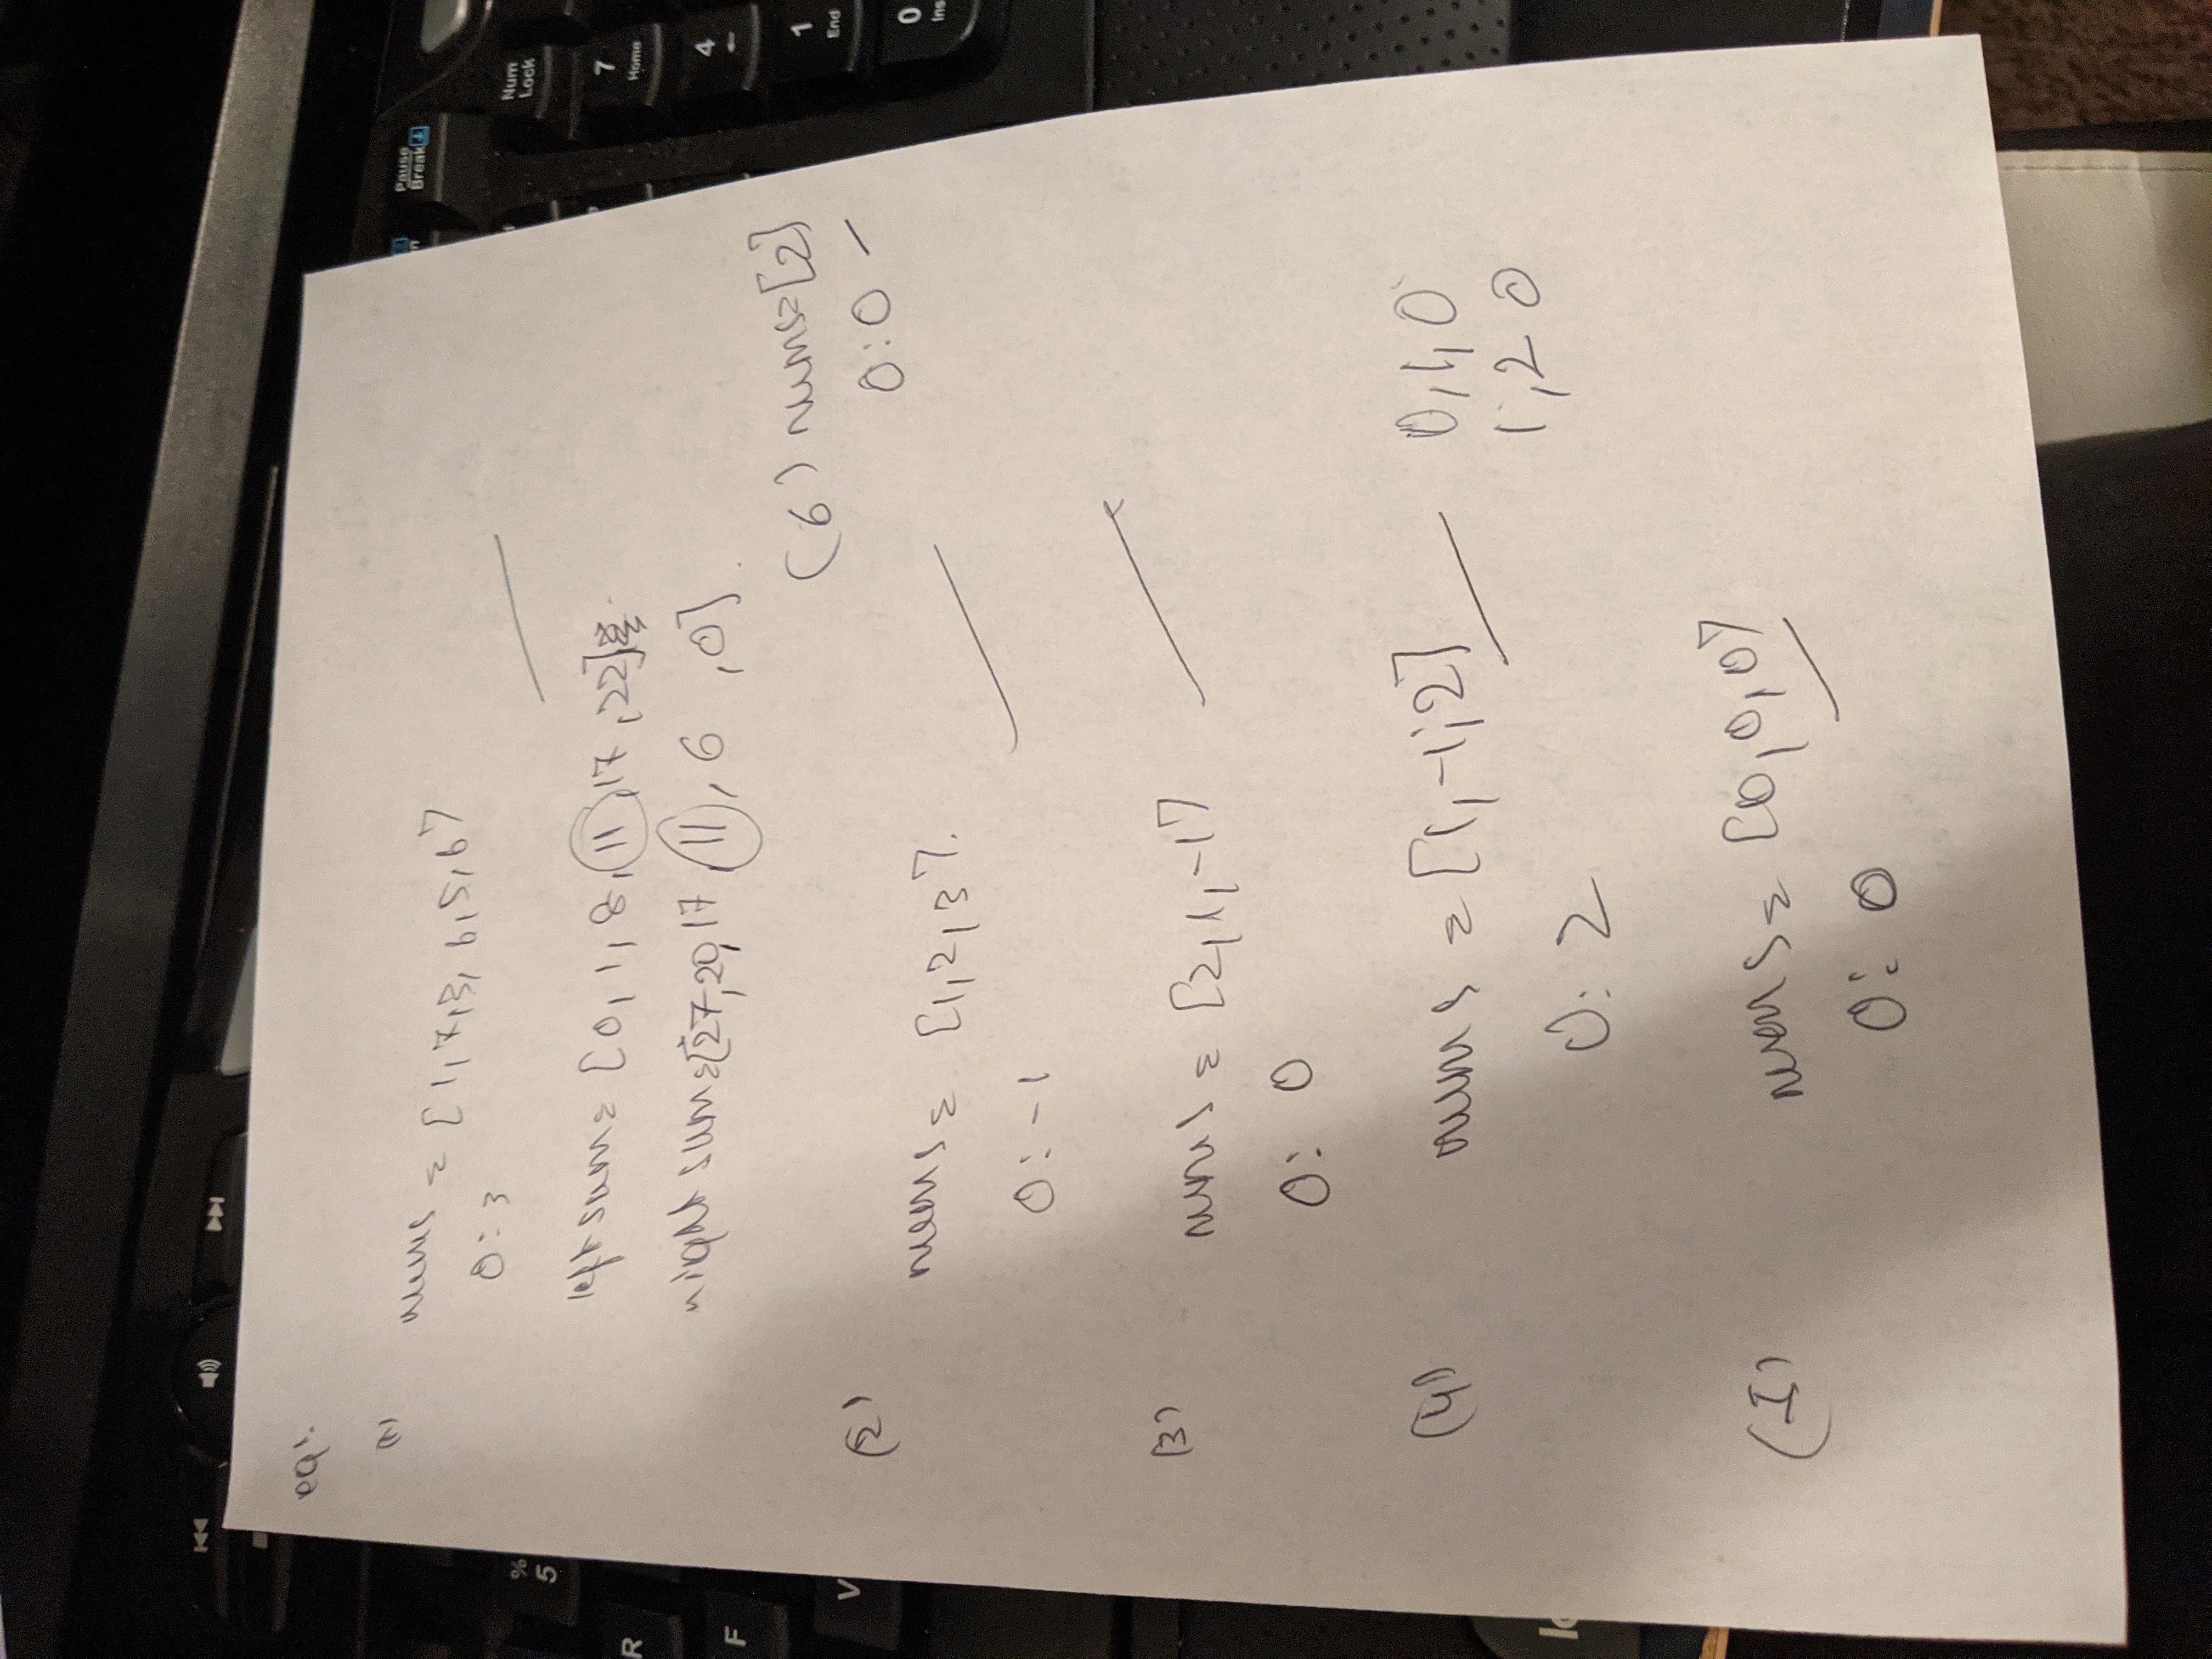 eg:
(1)
nums = [1,7,3,6,5,6]
O: 3
left sum = [0, 1, 8, 11, 17, 22]
right sum = [27, 20, 17 11, 6 , 0]
(6) nums=[2]
O: 0
(2)
nums = [1,2,3].
O: -1
(3)
nums = [2,1,-1]
O: 0
(4)
nums = [1,-1,2]
0,1,0
1,2 0
O: 2
(5)
nums = [0,0,0]
O: 0
Pause
Break
Num
Lock
%
5
R
F
V
7
Home
4
←
1
End
0
Ins